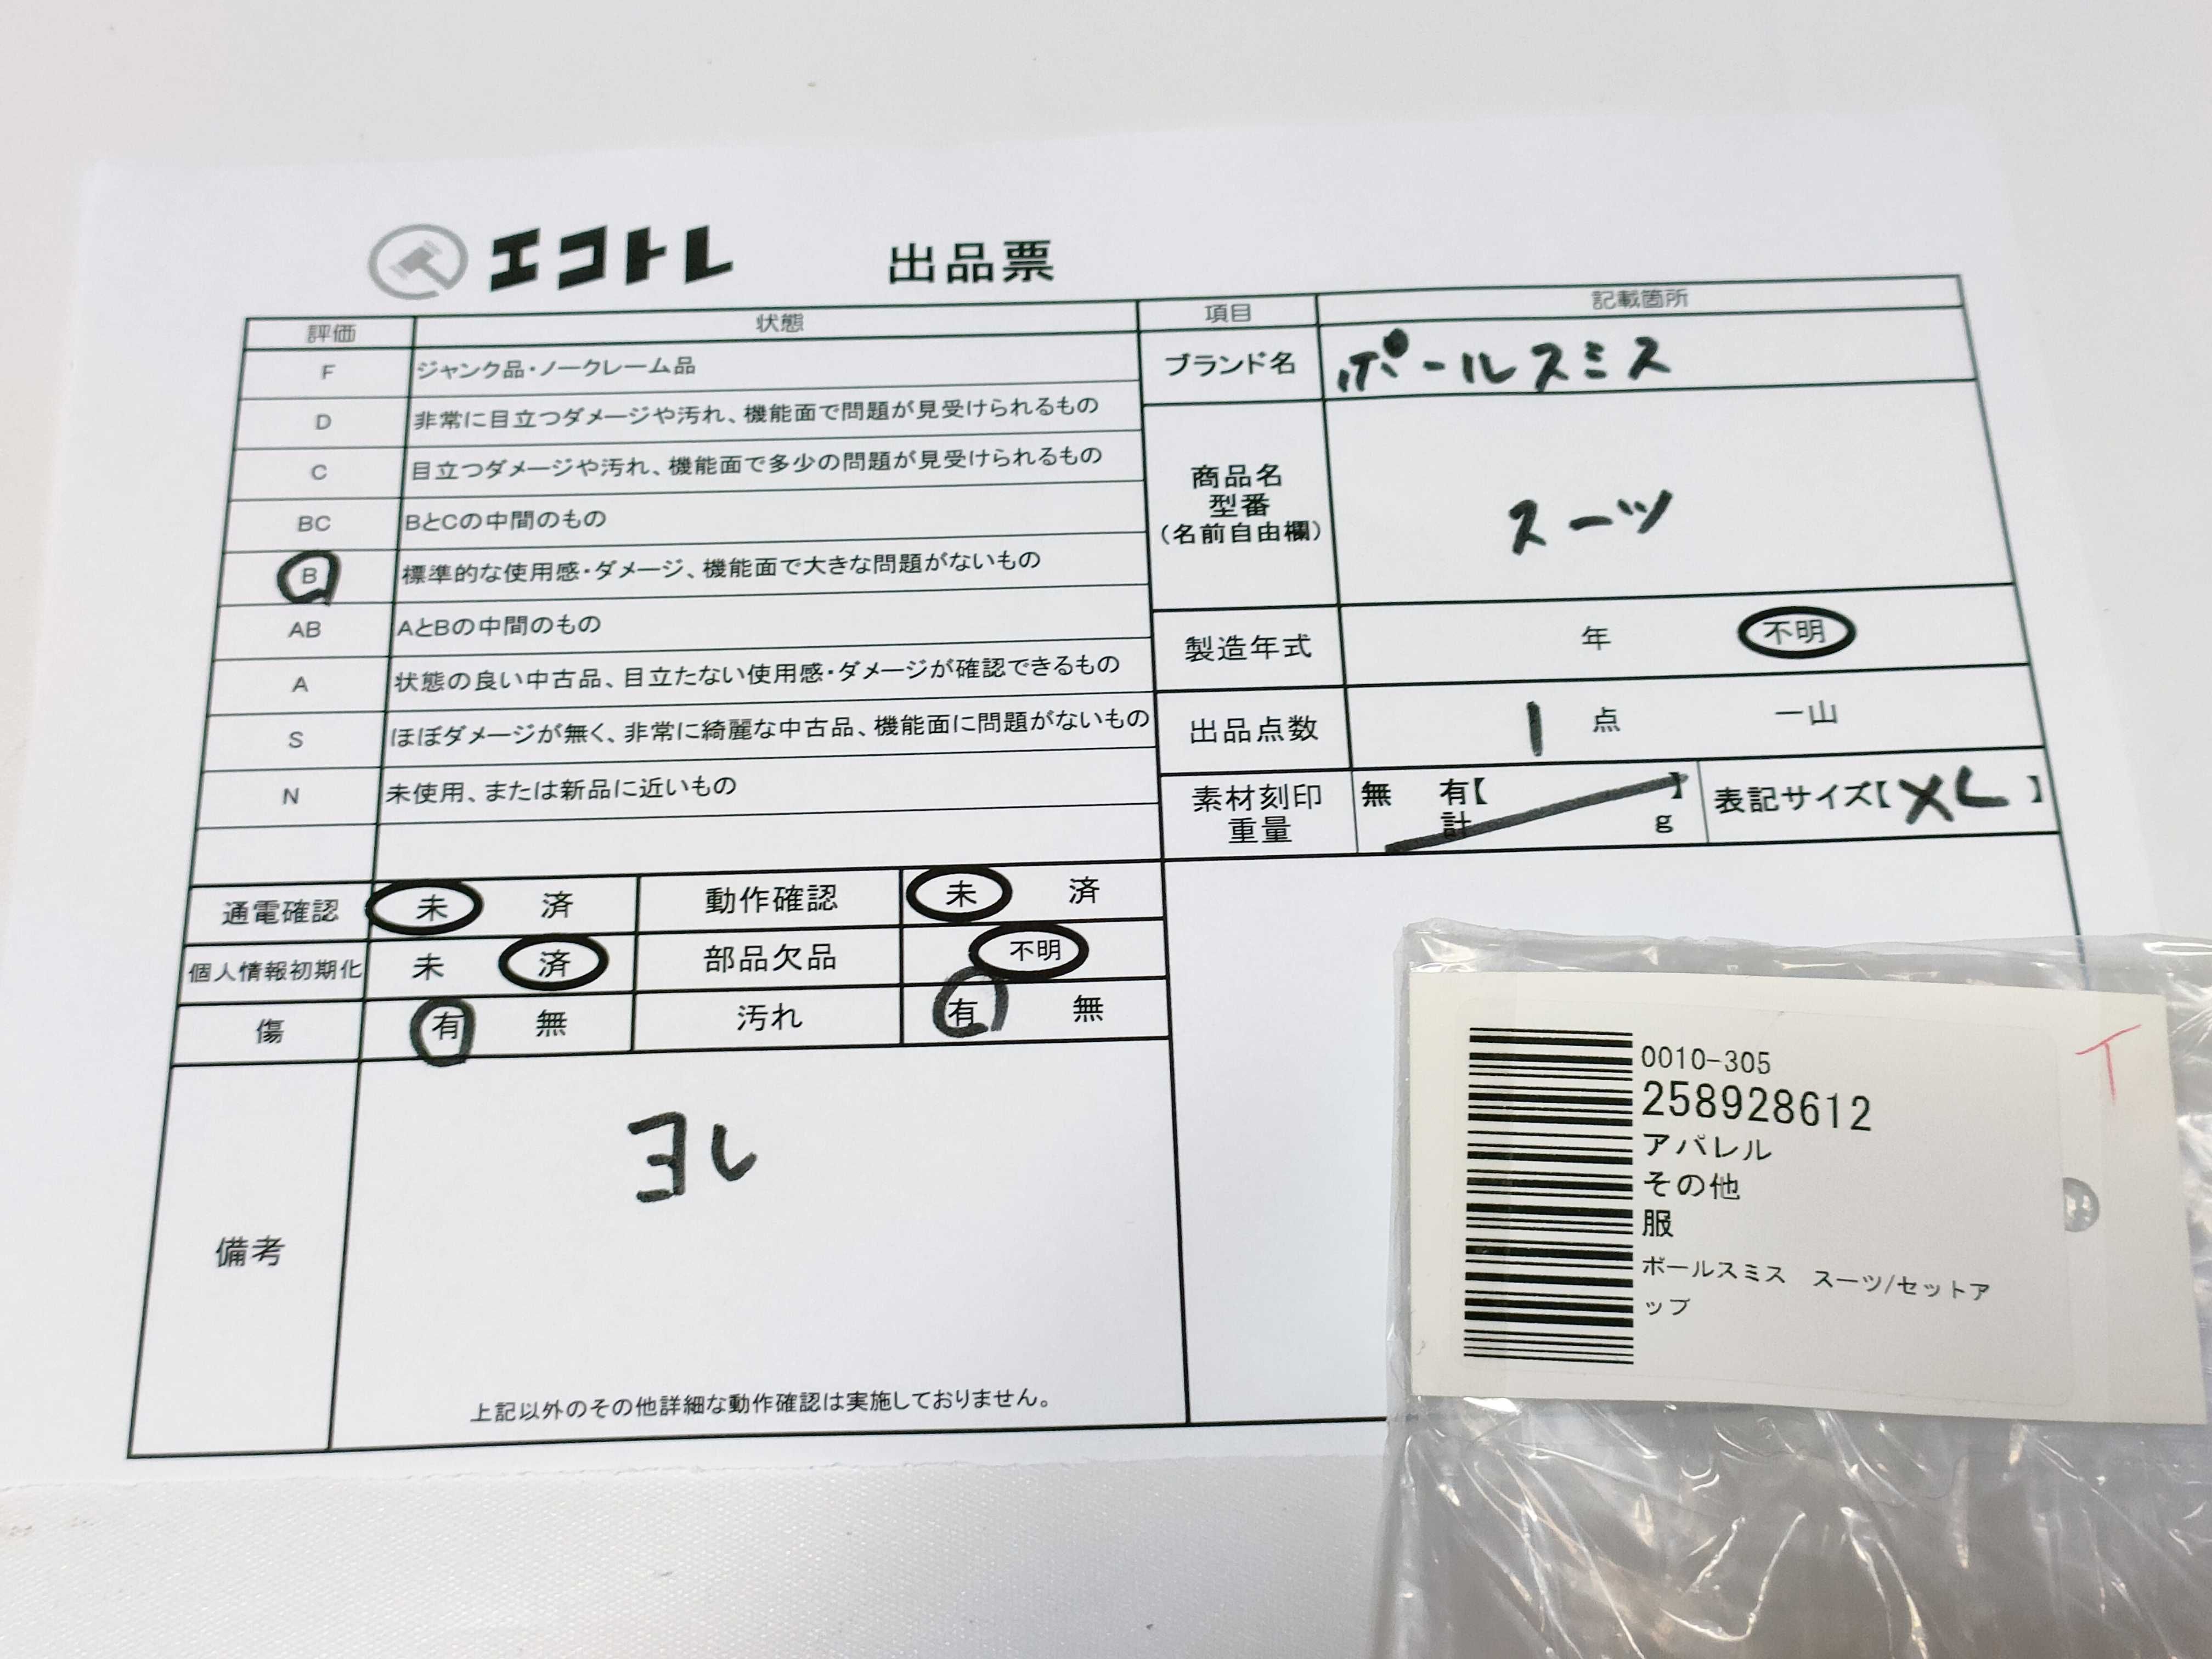 エコトレ 出品票
評価 状態
F ジャンク品・ノークレーム品
D 非常に目立つダメージや汚れ、機能面で問題が見受けられるもの
C 目立つダメージや汚れ、機能面で多少の問題が見受けられるもの
BC BとCの中間のもの
B 標準的な使用感・ダメージ、機能面で大きな問題がないもの
AB AとBの中間のもの
A 状態の良い中古品、目立たない使用感・ダメージが確認できるもの
S ほぼダメージが無く、非常に綺麗な中古品、機能面に問題がないもの
N 未使用、または新品に近いもの
項目 記載箇所
ブランド名 ポールスミス
商品名
型番
(名前自由欄)
スーツ
製造年式 年 不明
出品点数 1 点 一山
素材刻印 無 有【 】 表記サイズ【XL】
重量 計 g
通電確認 未 済 動作確認 未 済
個人情報初期化 未 済 部品欠品 不明
傷 有 無 汚れ 有 無
備考
ヨレ
上記以外のその他詳細な動作確認は実施しておりません。
0010-305
258928612
アパレル
その他
服
ポールスミス スーツ/セットア
ップ